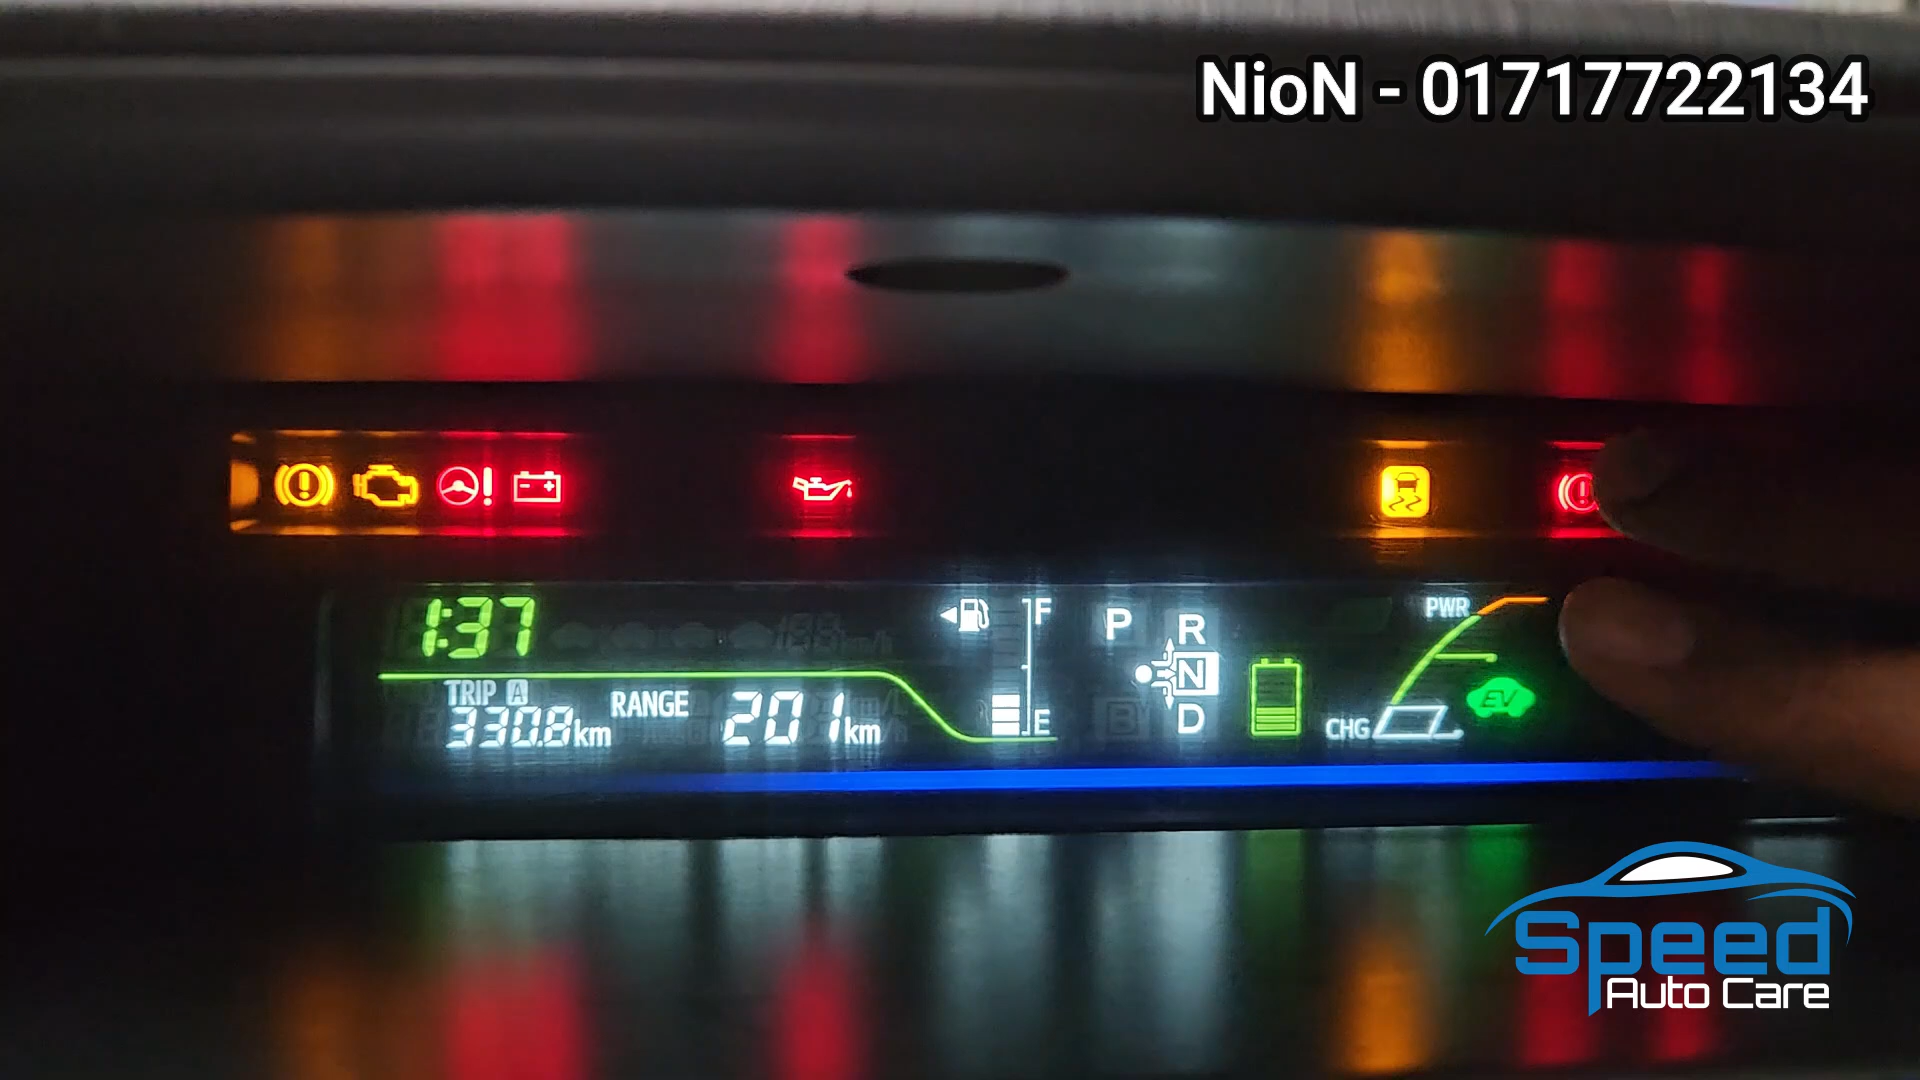 NioN - 01717722134
1:37
TRIP A
330.8km
RANGE 201km
F
E
P
R
N
D
B
PWR
CHG
EV
Speed
Auto Care